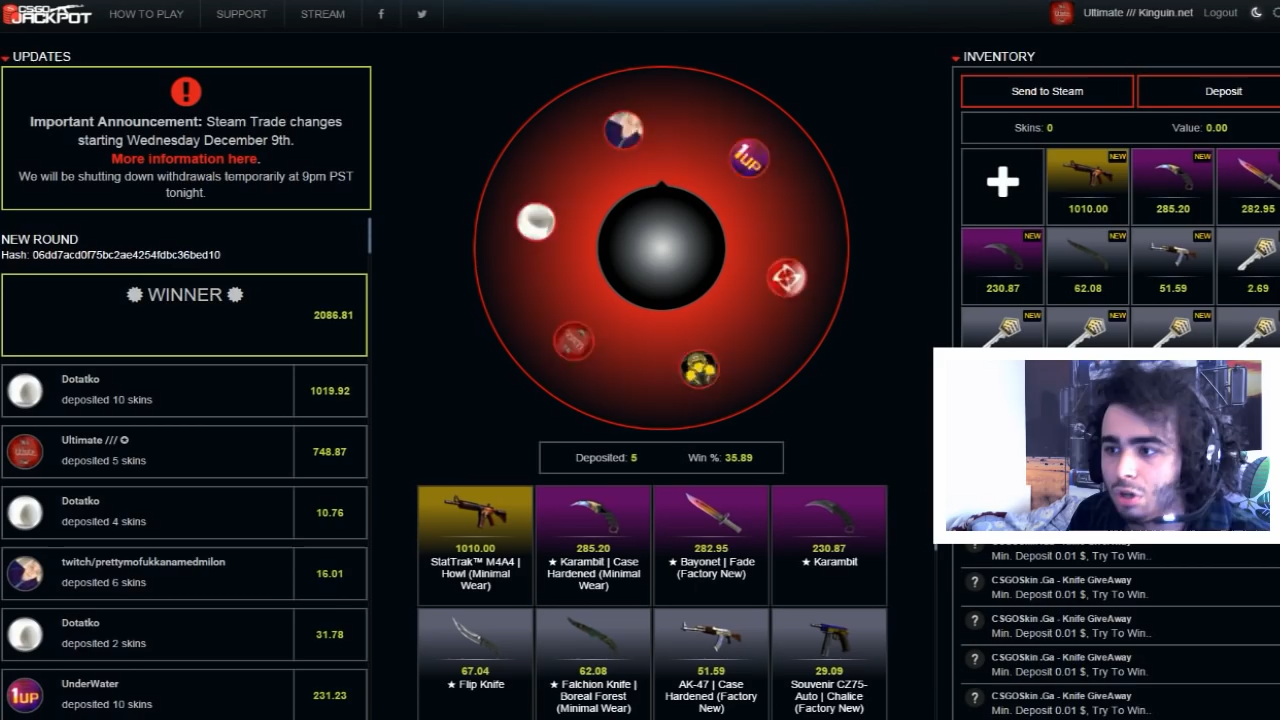 CSGO
JACKPOT
HOW TO PLAY
SUPPORT
STREAM
Ultimate /// Kinguin.net
Logout
UPDATES
Important Announcement: Steam Trade changes
starting Wednesday December 9th.
More information here.
We will be shutting down withdrawals temporarily at 9pm PST
tonight.
NEW ROUND
Hash: 06dd7acd0f75bc2ae4254fdbc36bed10
WINNER
2086.81
Dotatko
deposited 10 skins
1019.92
Ultimate ///
deposited 5 skins
748.87
Dotatko
deposited 4 skins
10.76
twitch/prettymofukkanamedmilon
deposited 6 skins
16.01
Dotatko
deposited 2 skins
31.78
1UP
UnderWater
deposited 10 skins
231.23
1UP
Deposited: 5
Win %: 35.89
1010.00
StatTrak™ M4A4 |
Howl (Minimal
Wear)
285.20
★ Karambit | Case
Hardened (Minimal
Wear)
282.95
★ Bayonet | Fade
(Factory New)
230.87
★ Karambit
67.04
★ Flip Knife
62.08
★ Falchion Knife |
Boreal Forest
(Minimal Wear)
51.59
AK-47 | Case
Hardened (Factory
New)
29.09
Souvenir CZ75-
Auto | Chalice
(Factory New)
INVENTORY
Send to Steam
Deposit
Skins: 0
Value: 0.00
NEW
1010.00
NEW
285.20
282.95
NEW
230.87
NEW
62.08
NEW
51.59
2.69
NEW
NEW
NEW
Min. Deposit 0.01 $, Try To Win..
CSGOSkin .Ga - Knife GiveAway
Min. Deposit 0.01 $, Try To Win..
CSGOSkin .Ga - Knife GiveAway
Min. Deposit 0.01 $, Try To Win..
CSGOSkin .Ga - Knife GiveAway
Min. Deposit 0.01 $, Try To Win..
CSGOSkin .Ga - Knife GiveAway
Min. Deposit 0.01 $, Try To Win..